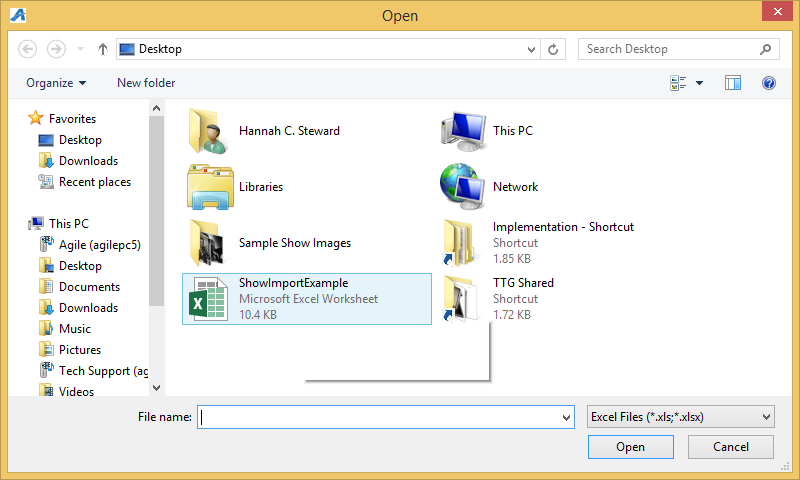 Open
Desktop
Search Desktop
Organize
New folder
Favorites
Desktop
Downloads
Recent places
This PC
Agile (agilepc5)
Desktop
Documents
Downloads
Music
Pictures
Tech Support (ag
Videos
Hannah C. Steward
This PC
Libraries
Network
Sample Show Images
Implementation - Shortcut
Shortcut
1.85 KB
ShowImportExample
Microsoft Excel Worksheet
10.4 KB
TTG Shared
Shortcut
1.72 KB
File name:
Excel Files (*.xls;*.xlsx)
Open
Cancel